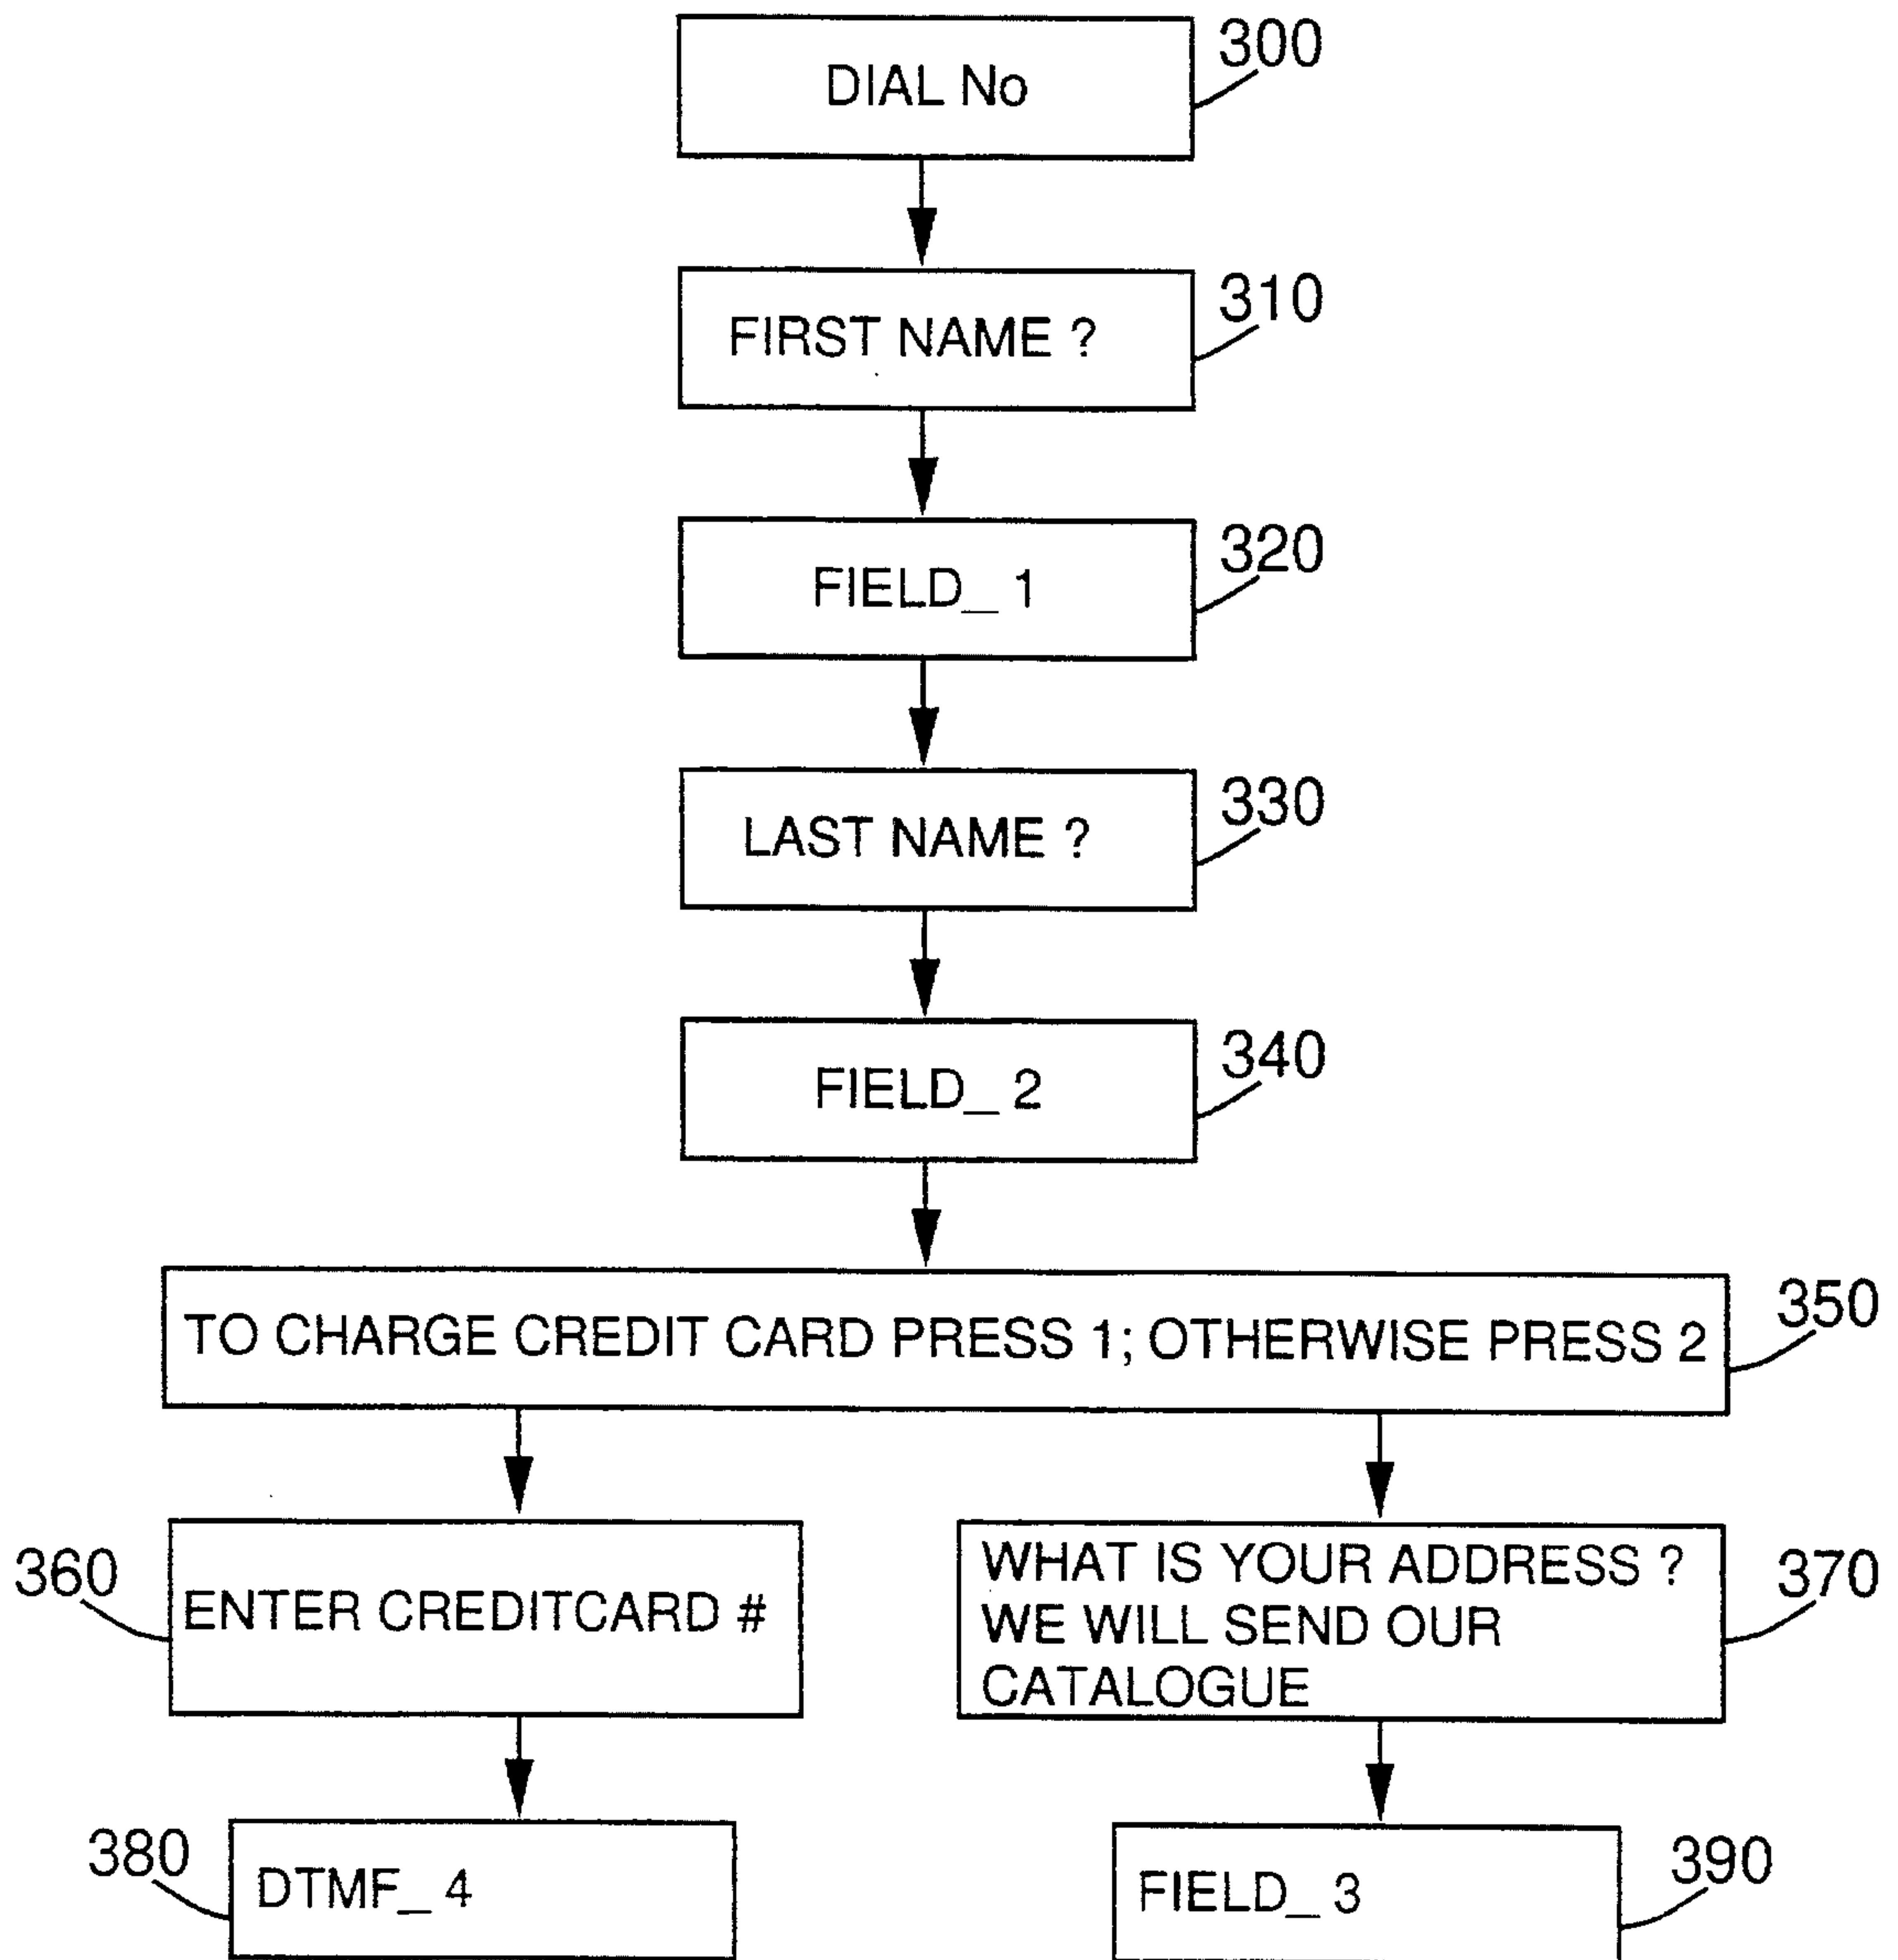 DIAL No
300
FIRST NAME ?
310
FIELD_ 1
320
LAST NAME ?
330
FIELD_ 2
340
TO CHARGE CREDIT CARD PRESS 1; OTHERWISE PRESS 2
350
360
ENTER CREDITCARD #
WHAT IS YOUR ADDRESS ?
WE WILL SEND OUR
CATALOGUE
370
380
DTMF_ 4
FIELD_ 3
390